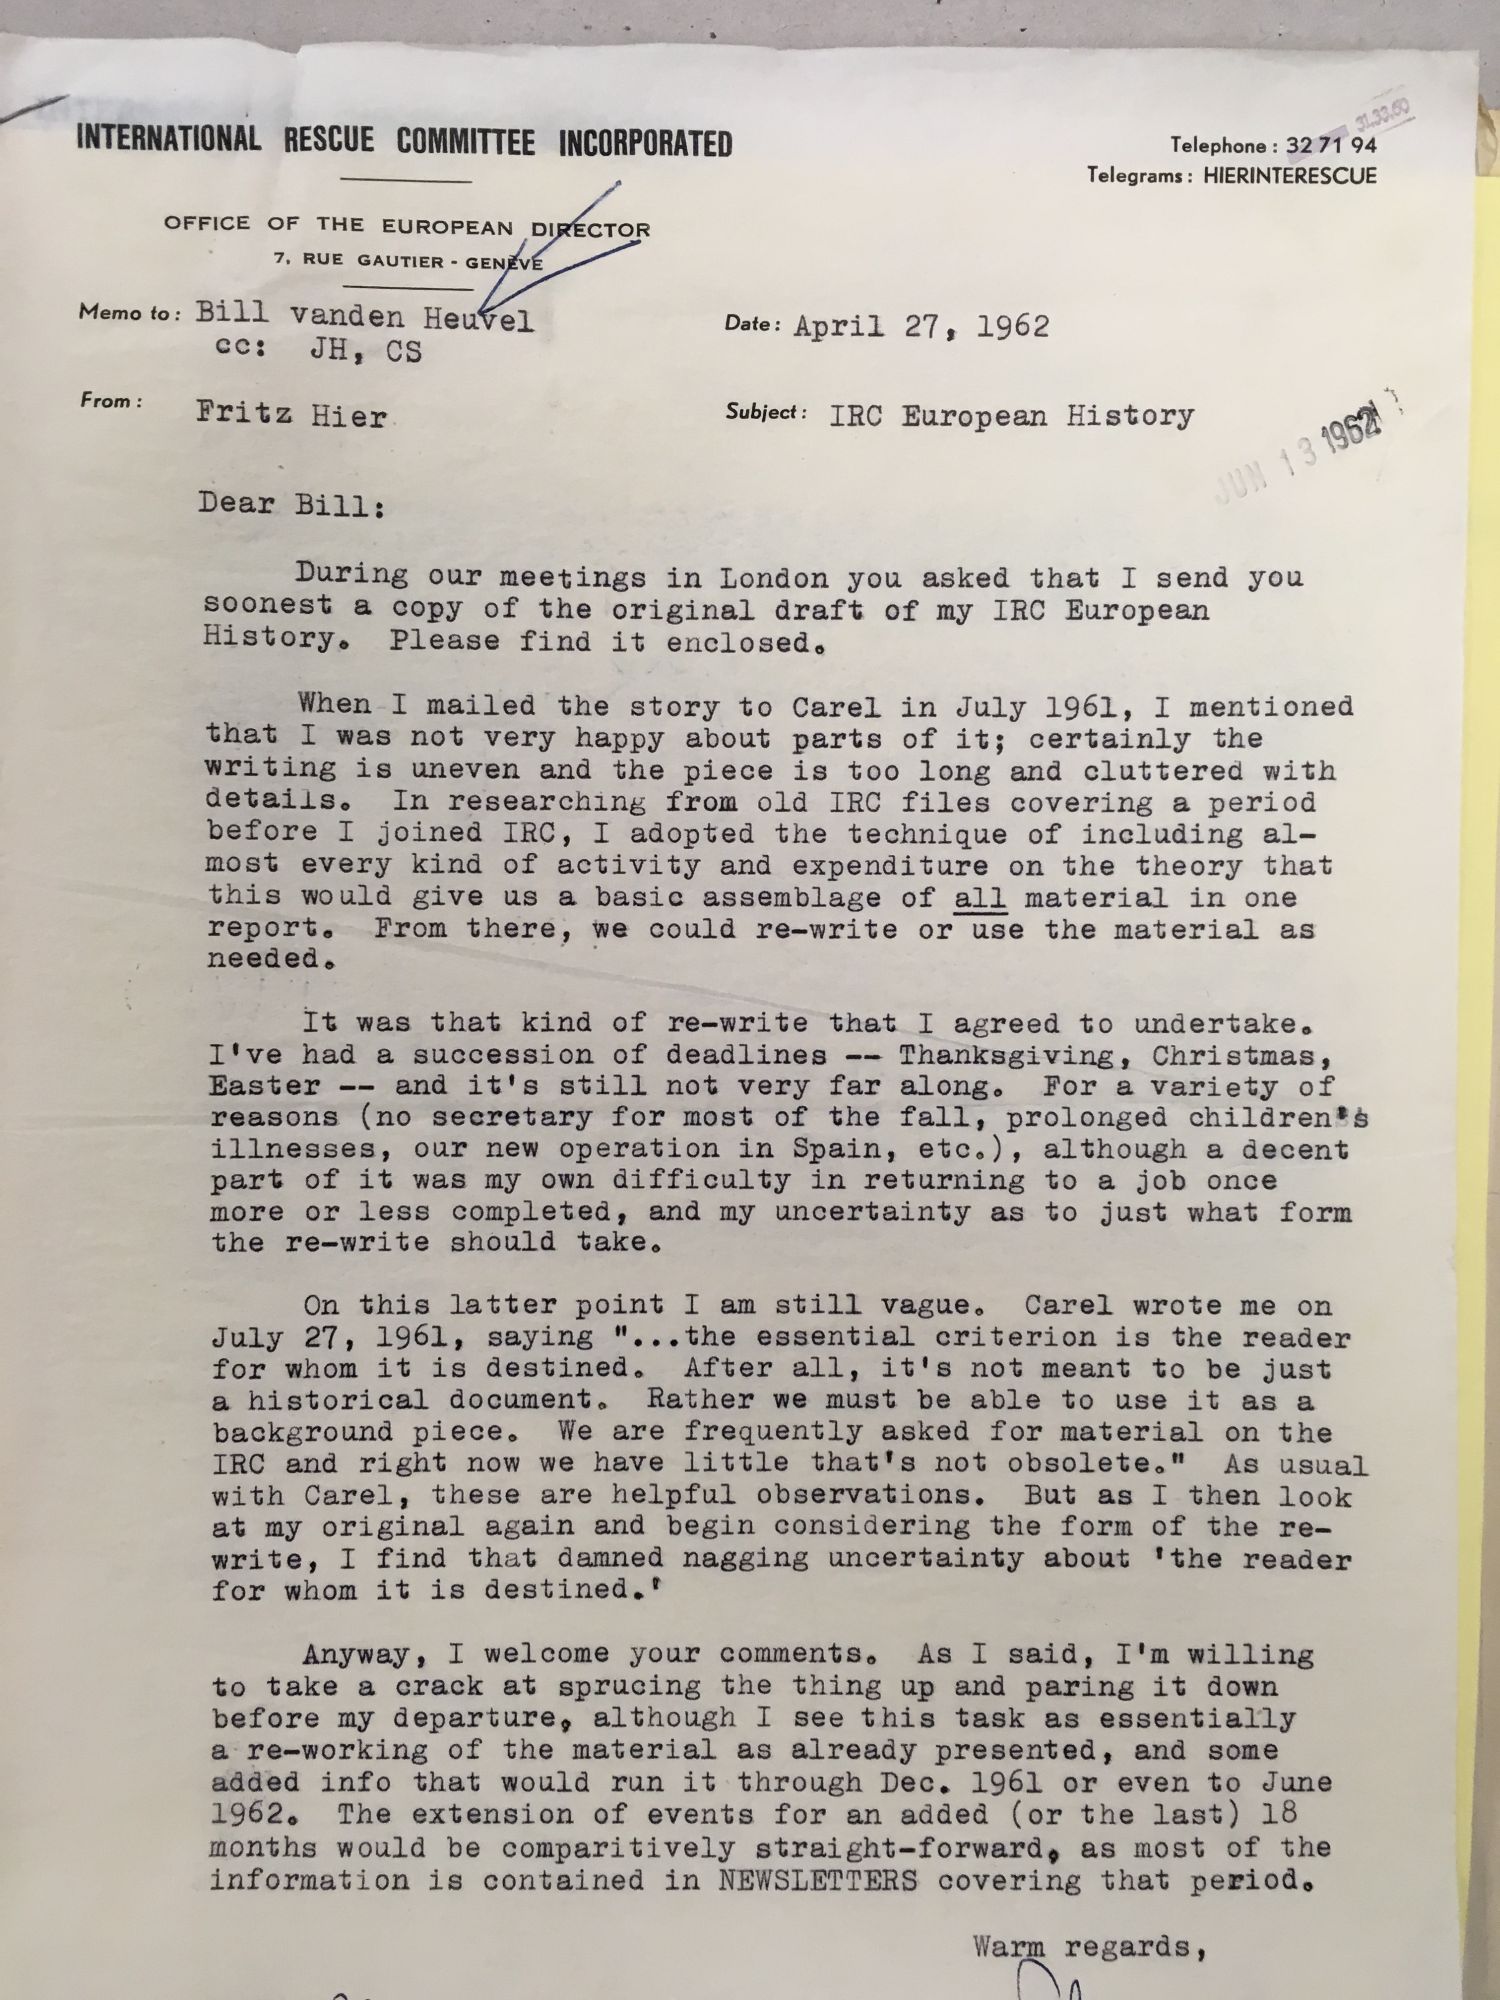 INTERNATIONAL RESCUE COMMITTEE INCORPORATED
31.33.60
Telephone : 32 71 94
Telegrams : HIERINTERESCUE
OFFICE OF THE EUROPEAN DIRECTOR
7, RUE GAUTIER - GENÈVE
Memo to : Bill vanden Heuvel
Date : April 27, 1962
cc: JH, CS
From : Fritz Hier
Subject : IRC European History
JUN 13 1962
Dear Bill:
During our meetings in London you asked that I send you
soonest a copy of the original draft of my IRC European
History. Please find it enclosed.
When I mailed the story to Carel in July 1961, I mentioned
that I was not very happy about parts of it; certainly the
writing is uneven and the piece is too long and cluttered with
details. In researching from old IRC files covering a period
before I joined IRC, I adopted the technique of including al-
most every kind of activity and expenditure on the theory that
this would give us a basic assemblage of all material in one
report. From there, we could re-write or use the material as
needed.
It was that kind of re-write that I agreed to undertake.
I've had a succession of deadlines -- Thanksgiving, Christmas,
Easter -- and it's still not very far along. For a variety of
reasons (no secretary for most of the fall, prolonged children's
illnesses, our new operation in Spain, etc.), although a decent
part of it was my own difficulty in returning to a job once
more or less completed, and my uncertainty as to just what form
the re-write should take.
On this latter point I am still vague. Carel wrote me on
July 27, 1961, saying "...the essential criterion is the reader
for whom it is destined. After all, it's not meant to be just
a historical document. Rather we must be able to use it as a
background piece. We are frequently asked for material on the
IRC and right now we have little that's not obsolete." As usual
with Carel, these are helpful observations. But as I then look
at my original again and begin considering the form of the re-
write, I find that damned nagging uncertainty about 'the reader
for whom it is destined.'
Anyway, I welcome your comments. As I said, I'm willing
to take a crack at sprucing the thing up and paring it down
before my departure, although I see this task as essentially
a re-working of the material as already presented, and some
added info that would run it through Dec. 1961 or even to June
1962. The extension of events for an added (or the last) 18
months would be comparitively straight-forward, as most of the
information is contained in NEWSLETTERS covering that period.
Warm regards,